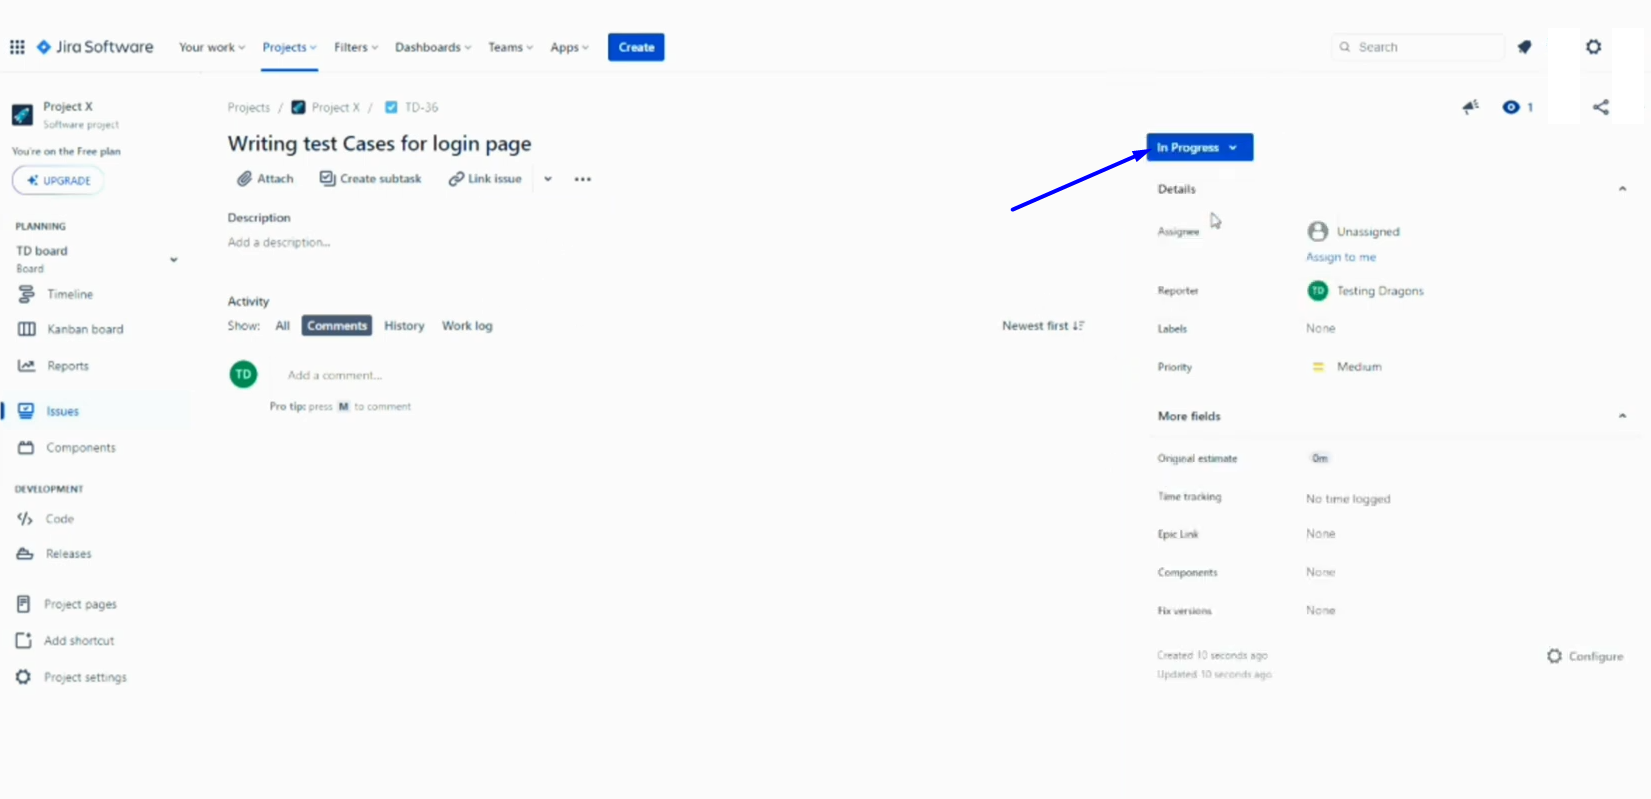 Jira Software Your work Projects Filters Dashboards Teams Apps Create Search
Project X
Software project
You're on the Free plan
UPGRADE
PLANNING
TD board
Board
Timeline
Kanban board
Reports
Issues
Components
DEVELOPMENT
Code
Releases
Project pages
Add shortcut
Project settings
Projects / Project X / TD-36
1
Writing test Cases for login page
Attach Create subtask Link issue
Description
Add a description...
Activity
Show: All Comments History Work log Newest first
TD Add a comment...
Pro tip: press M to comment
In Progress
Details
Assignee Unassigned
Assign to me
Reporter TD Testing Dragons
Labels None
Priority Medium
More fields
Original estimate 0m
Time tracking No time logged
Epic Link None
Components None
Fix versions None
Created 10 seconds ago
Updated 10 seconds ago
Configure